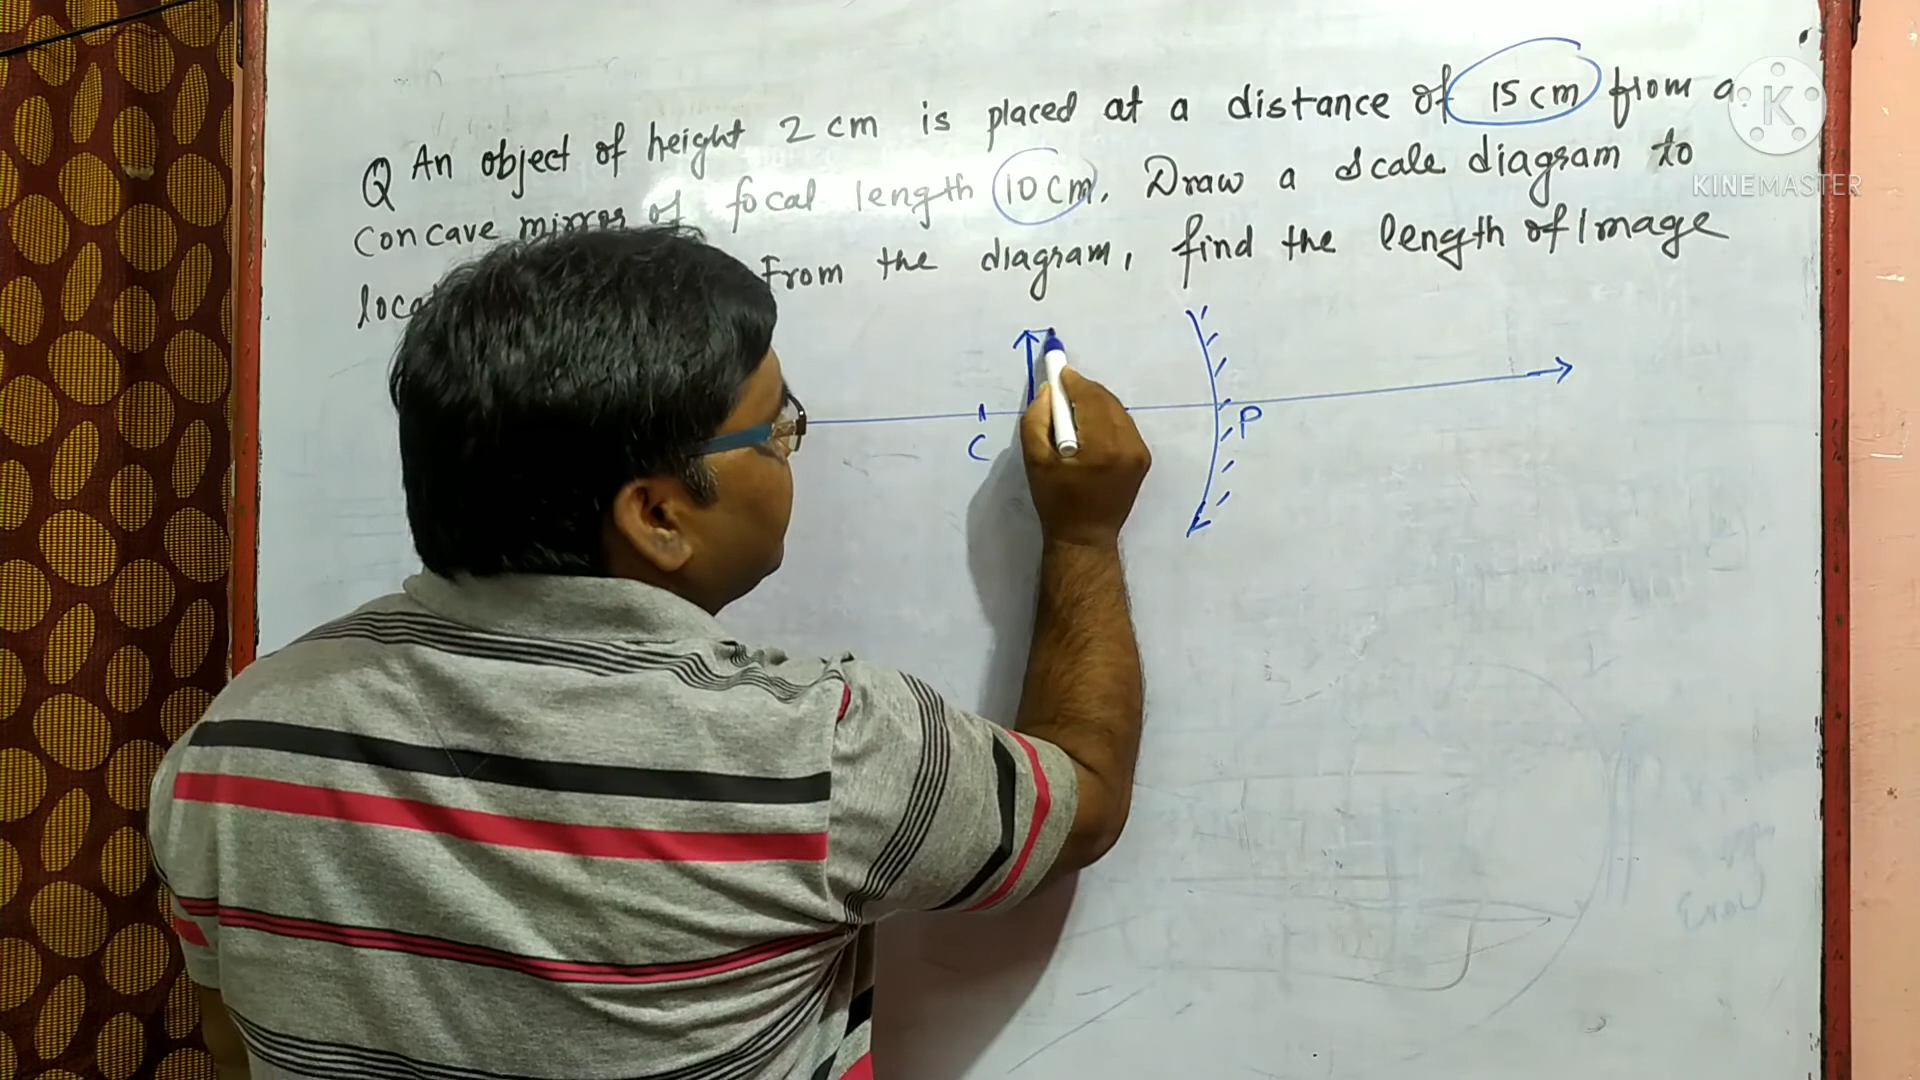 Q An object of height 2 cm is placed at a distance of 15 cm from a
concave mirror of focal length 10 cm. Draw a scale diagram to
From the diagram, find the length of Image
C
P
K
KINEMASTER